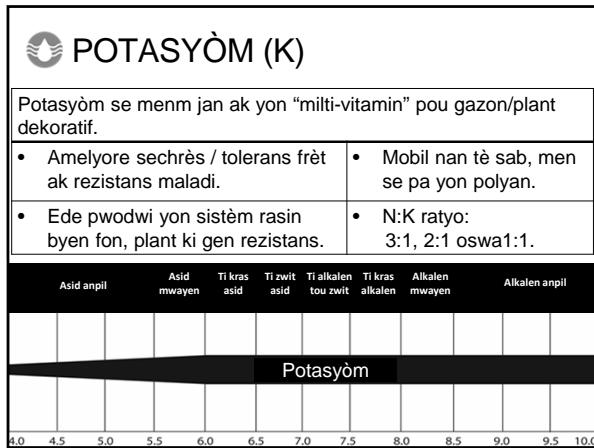 POTASYÒM (K)
Potasyòm se menm jan ak yon “milti-vitamin” pou gazon/plant
dekoratif.
• Amelyore sechrès / tolerans frèt
ak rezistans maladi.
• Mobil nan tè sab, men
se pa yon polyan.
• Ede pwodwi yon sistèm rasin
byen fon, plant ki gen rezistans.
• N:K ratyo:
3:1, 2:1 oswa1:1.
Asid anpil
Asid
mwayen
Ti kras
asid
Ti zwit
asid
Ti alkalen
tou zwit
Ti kras
alkalen
Alkalen
mwayen
Alkalen anpil
Potasyòm
4.0 4.5 5.0 5.5 6.0 6.5 7.0 7.5 8.0 8.5 9.0 9.5 10.0